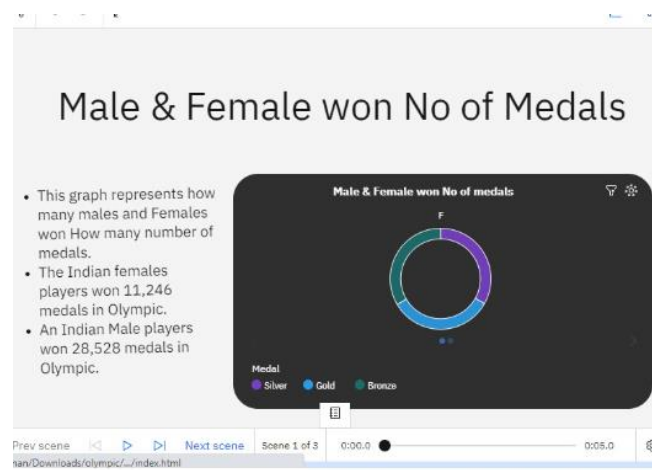 Male & Female won No of Medals
• This graph represents how
many males and Females
won How many number of
medals.
• The Indian females
players won 11,246
medals in Olympic.
• An Indian Male players
won 28,528 medals in
Olympic.
Male & Female won No of medals
F
Medal
Silver Gold Bronze
Prev scene Next scene Scene 1 of 3 0:00.0 0:05.0
nan/Downloads/olympic/.../index.html